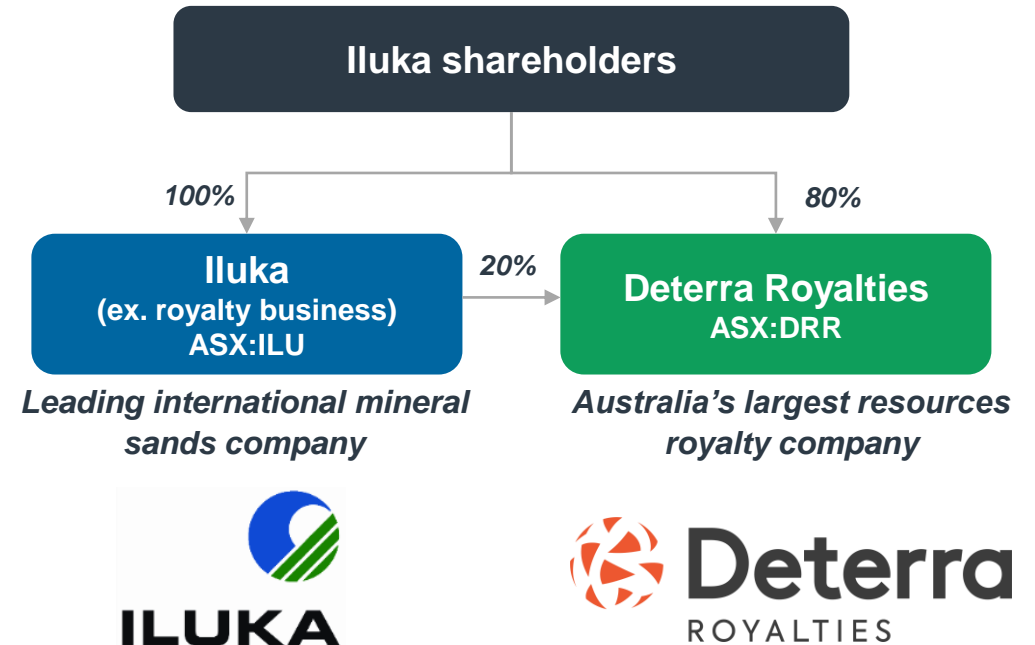 Iluka shareholders
100%
80%
Iluka
(ex. royalty business)
ASX:ILU
20%
Deterra Royalties
ASX:DRR
Leading international mineral
sands company
Australia’s largest resources
royalty company
ILUKA
Deterra
ROYALTIES